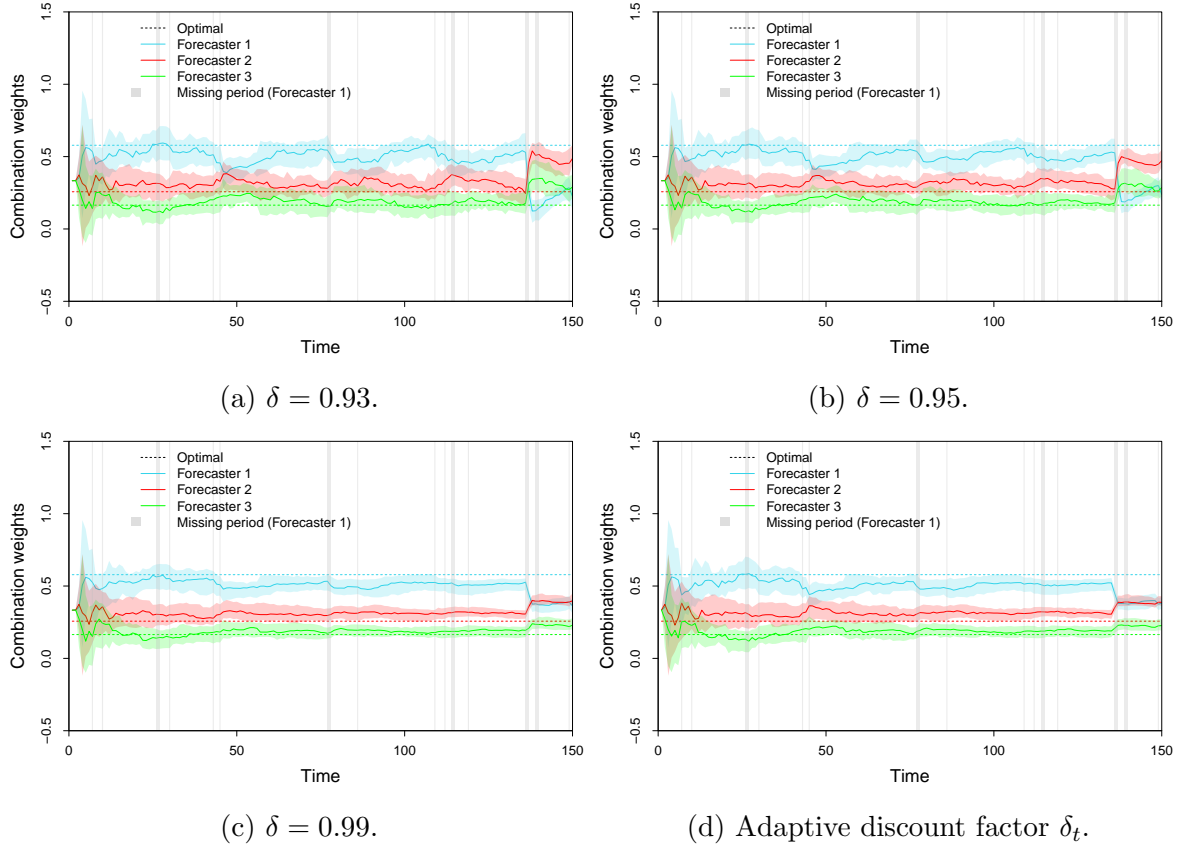 1.5
1.0
0.5
0.0
−0.5
Combination weights
Optimal
Forecaster 1
Forecaster 2
Forecaster 3
Missing period (Forecaster 1)
0 50 100 150
Time
(a) δ = 0.93.
1.5
1.0
0.5
0.0
−0.5
Combination weights
Optimal
Forecaster 1
Forecaster 2
Forecaster 3
Missing period (Forecaster 1)
0 50 100 150
Time
(b) δ = 0.95.
1.5
1.0
0.5
0.0
−0.5
Combination weights
Optimal
Forecaster 1
Forecaster 2
Forecaster 3
Missing period (Forecaster 1)
0 50 100 150
Time
(c) δ = 0.99.
1.5
1.0
0.5
0.0
−0.5
Combination weights
Optimal
Forecaster 1
Forecaster 2
Forecaster 3
Missing period (Forecaster 1)
0 50 100 150
Time
(d) Adaptive discount factor δₜ.